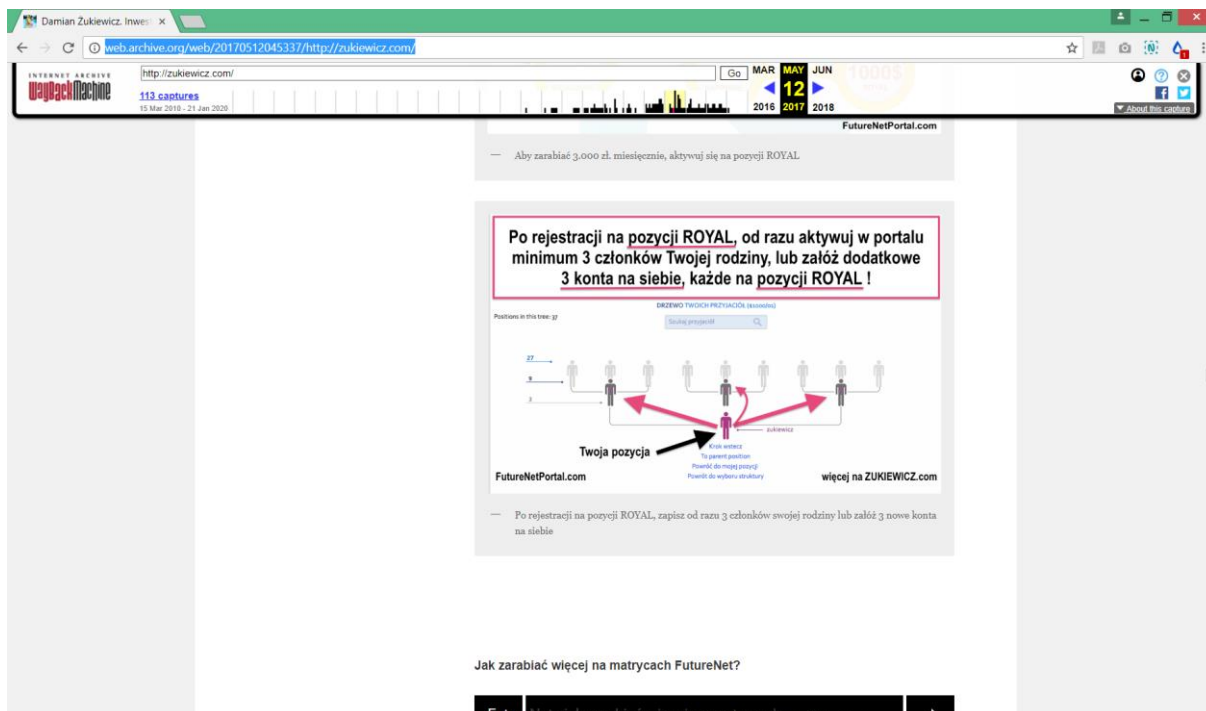 Damian Żukiewicz. Inwes
web.archive.org/web/20170512045337/http://zukiewicz.com/
INTERNET ARCHIVE
WayBackMachine
http://zukiewicz.com/
Go
MAR MAY JUN
12
2016 2017 2018
113 captures
15 Mar 2010 - 21 Jan 2020
About this capture
FutureNetPortal.com
— Aby zarabiać 3.000 zł. miesięcznie, aktywuj się na pozycji ROYAL
Po rejestracji na pozycji ROYAL, od razu aktywuj w portalu
minimum 3 członków Twojej rodziny, lub załóż dodatkowe
3 konta na siebie, każde na pozycji ROYAL !
DRZEWO TWOICH PRZYJACIÓŁ
Positions in this tree: 37
Szukaj przyjaciół
27
9
3
zukiewicz
Twoja pozycja
Krok wstecz
To parent position
Powróć do mojej pozycji
Powrót do wyboru struktury
FutureNetPortal.com
więcej na ZUKIEWICZ.com
— Po rejestracji na pozycji ROYAL, zapisz od razu 3 członków swojej rodziny lub załóż 3 nowe konta
na siebie
Jak zarabiać więcej na matrycach FutureNet?